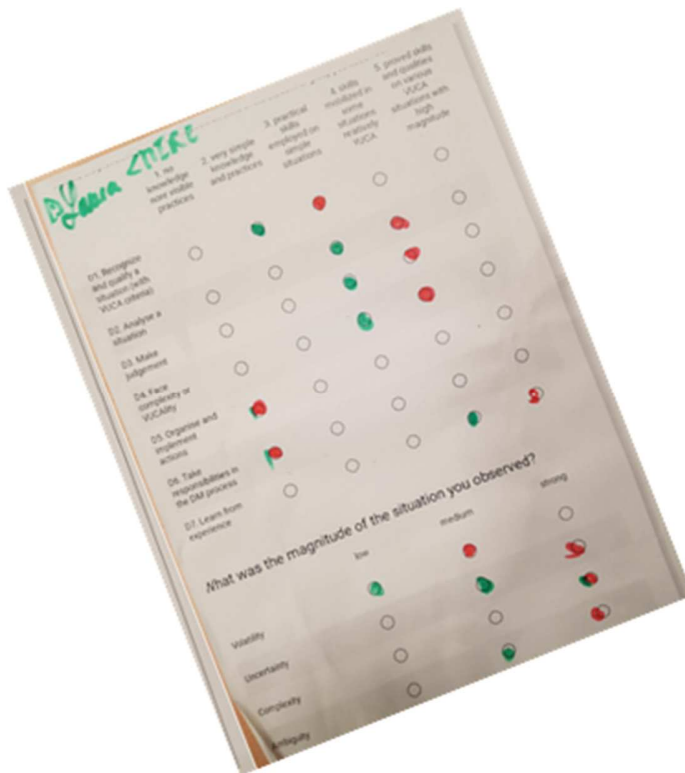 Laura
1. no
knowledge
nore visible
practices
2. very simple
knowledge
and practices
3. practical
skills
employed on
simple
situations
4. skills
mobilized in
some
situations
relatively
VUCA
5. proved skills
and qualities
on various
VUCA
situations with
high
magnitude
D1. Recognize
and qualify a
situation (with
VUCA criteria)
D2. Analyse a
situation
D3. Make
judgement
D4. Face
complexity or
VUCAlity
D5. Organise and
implement
actions
D6. Take
responsibilities in
the DM process
D7. Learn from
experience
What was the magnitude of the situation you observed?
low
medium
strong
Volatility
Uncertainty
Complexity
Ambiguity